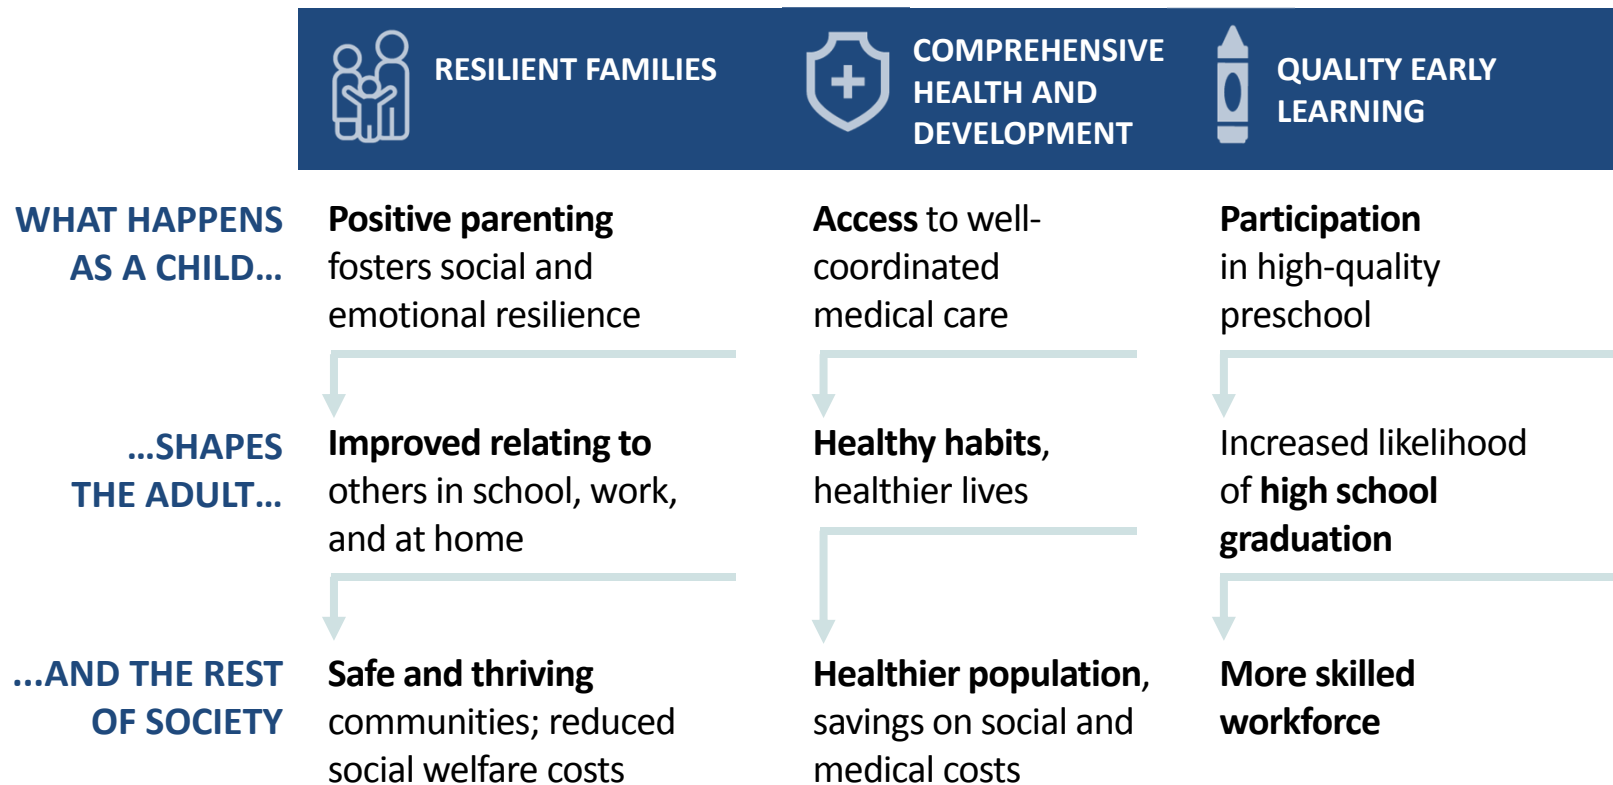 RESILIENT FAMILIES
COMPREHENSIVE
HEALTH AND
DEVELOPMENT
QUALITY EARLY
LEARNING
WHAT HAPPENS
AS A CHILD...
Positive parenting
fosters social and
emotional resilience
Access to well-
coordinated
medical care
Participation
in high-quality
preschool
...SHAPES
THE ADULT...
Improved relating to
others in school, work,
and at home
Healthy habits,
healthier lives
Increased likelihood
of high school
graduation
...AND THE REST
OF SOCIETY
Safe and thriving
communities; reduced
social welfare costs
Healthier population,
savings on social and
medical costs
More skilled
workforce